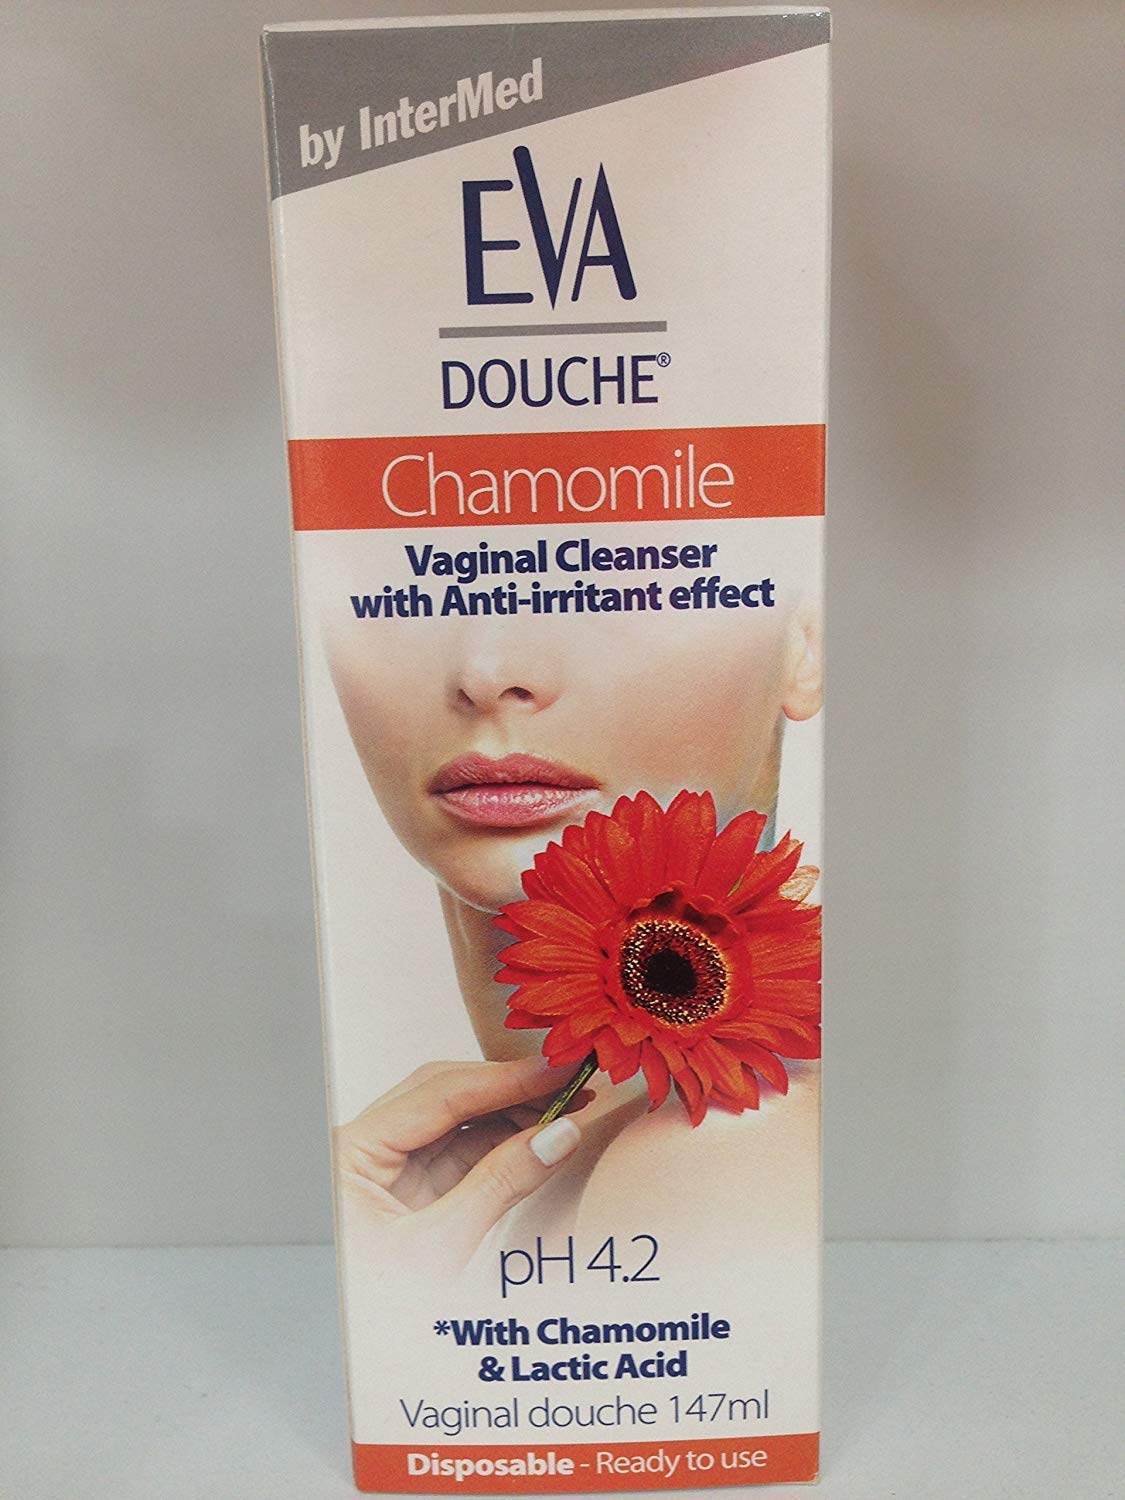 by InterMed
EVA
DOUCHE®
Chamomile
Vaginal Cleanser
with Anti-irritant effect
pH 4.2
*With Chamomile
& Lactic Acid
Vaginal douche 147ml
Disposable - Ready to use